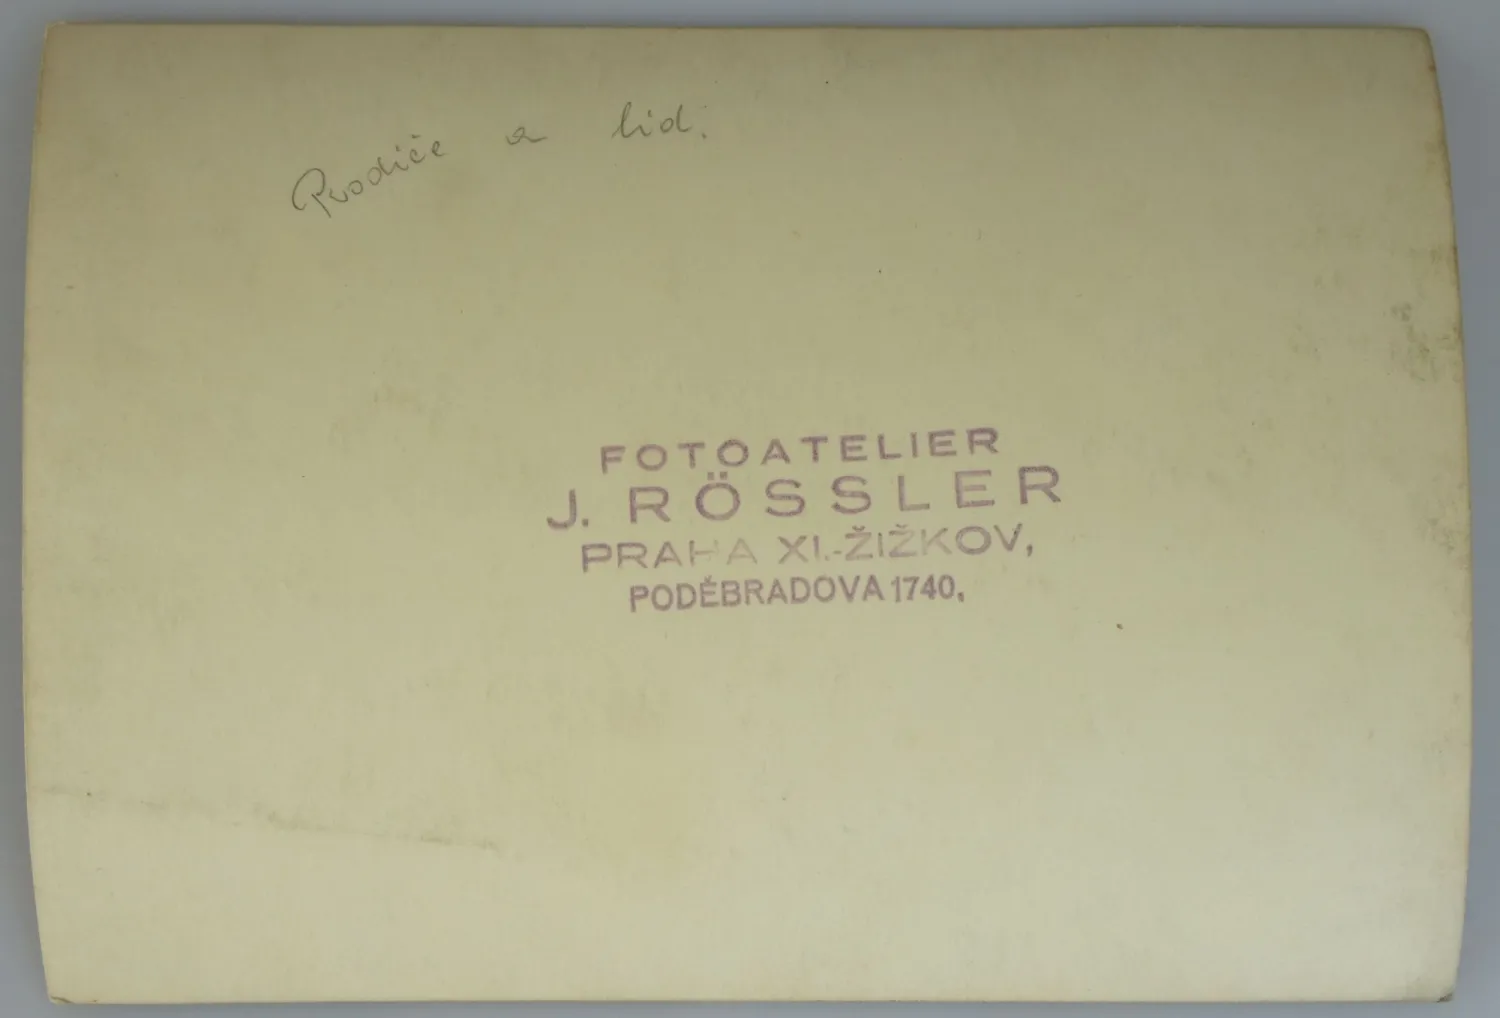 Rodiče a lid.
FOTOATELIER
J. RÖSSLER
PRAHA XI.-ŽIŽKOV,
PODĚBRADOVA 1740,